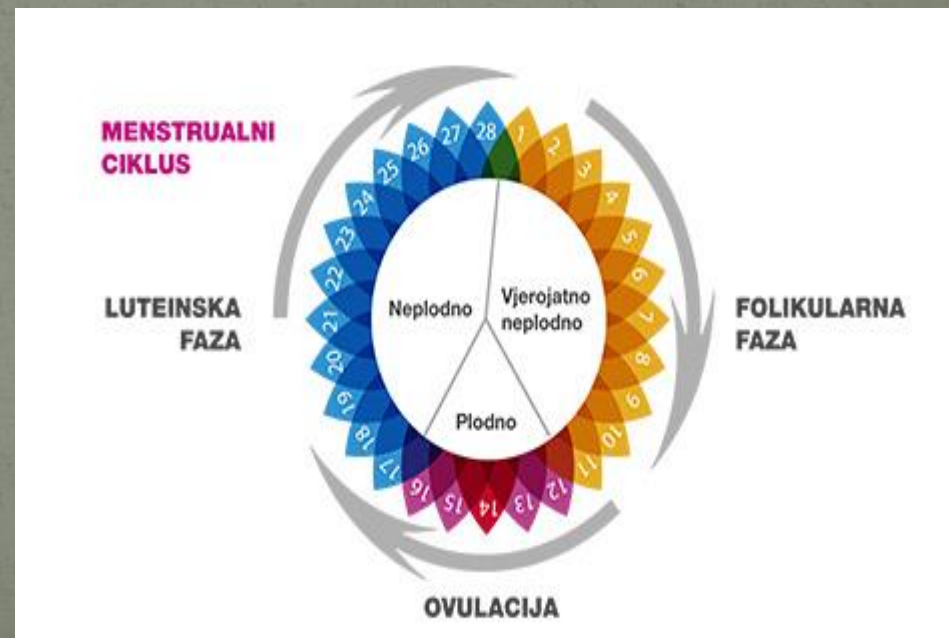 MENSTRUALNI
CIKLUS
28
1
2
3
4
5
6
7
8
9
10
11
12
13
14
15
16
17
18
19
20
21
22
23
24
25
26
27
Neplodno
Vjerojatno
neplodno
Plodno
LUTEINSKA
FAZA
FOLIKULARNA
FAZA
OVULACIJA